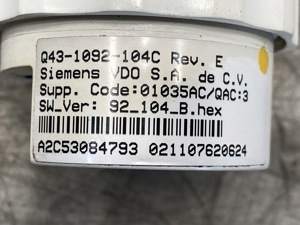 Q43-1092-104C Rev. E
Siemens VDO S.A. de C.V.
Supp. Code:01035AC/QAC:3
SW_Ver: 92_104_B.hex
A2C53084793 021107620624